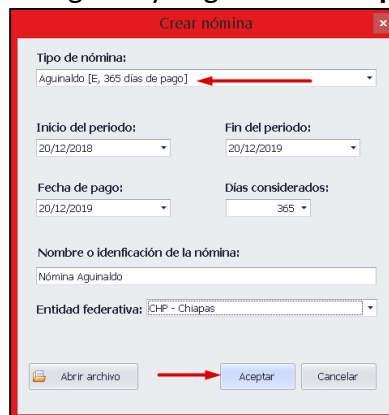 Crear nómina
Tipo de nómina:
Aguinaldo [E, 365 días de pago]
Inicio del periodo: Fin del periodo:
20/12/2018 20/12/2019
Fecha de pago: Días considerados:
20/12/2019 365
Nombre o idenficación de la nómina:
Nómina Aguinaldo
Entidad federativa: CHP - Chiapas
Abrir archivo Aceptar Cancelar